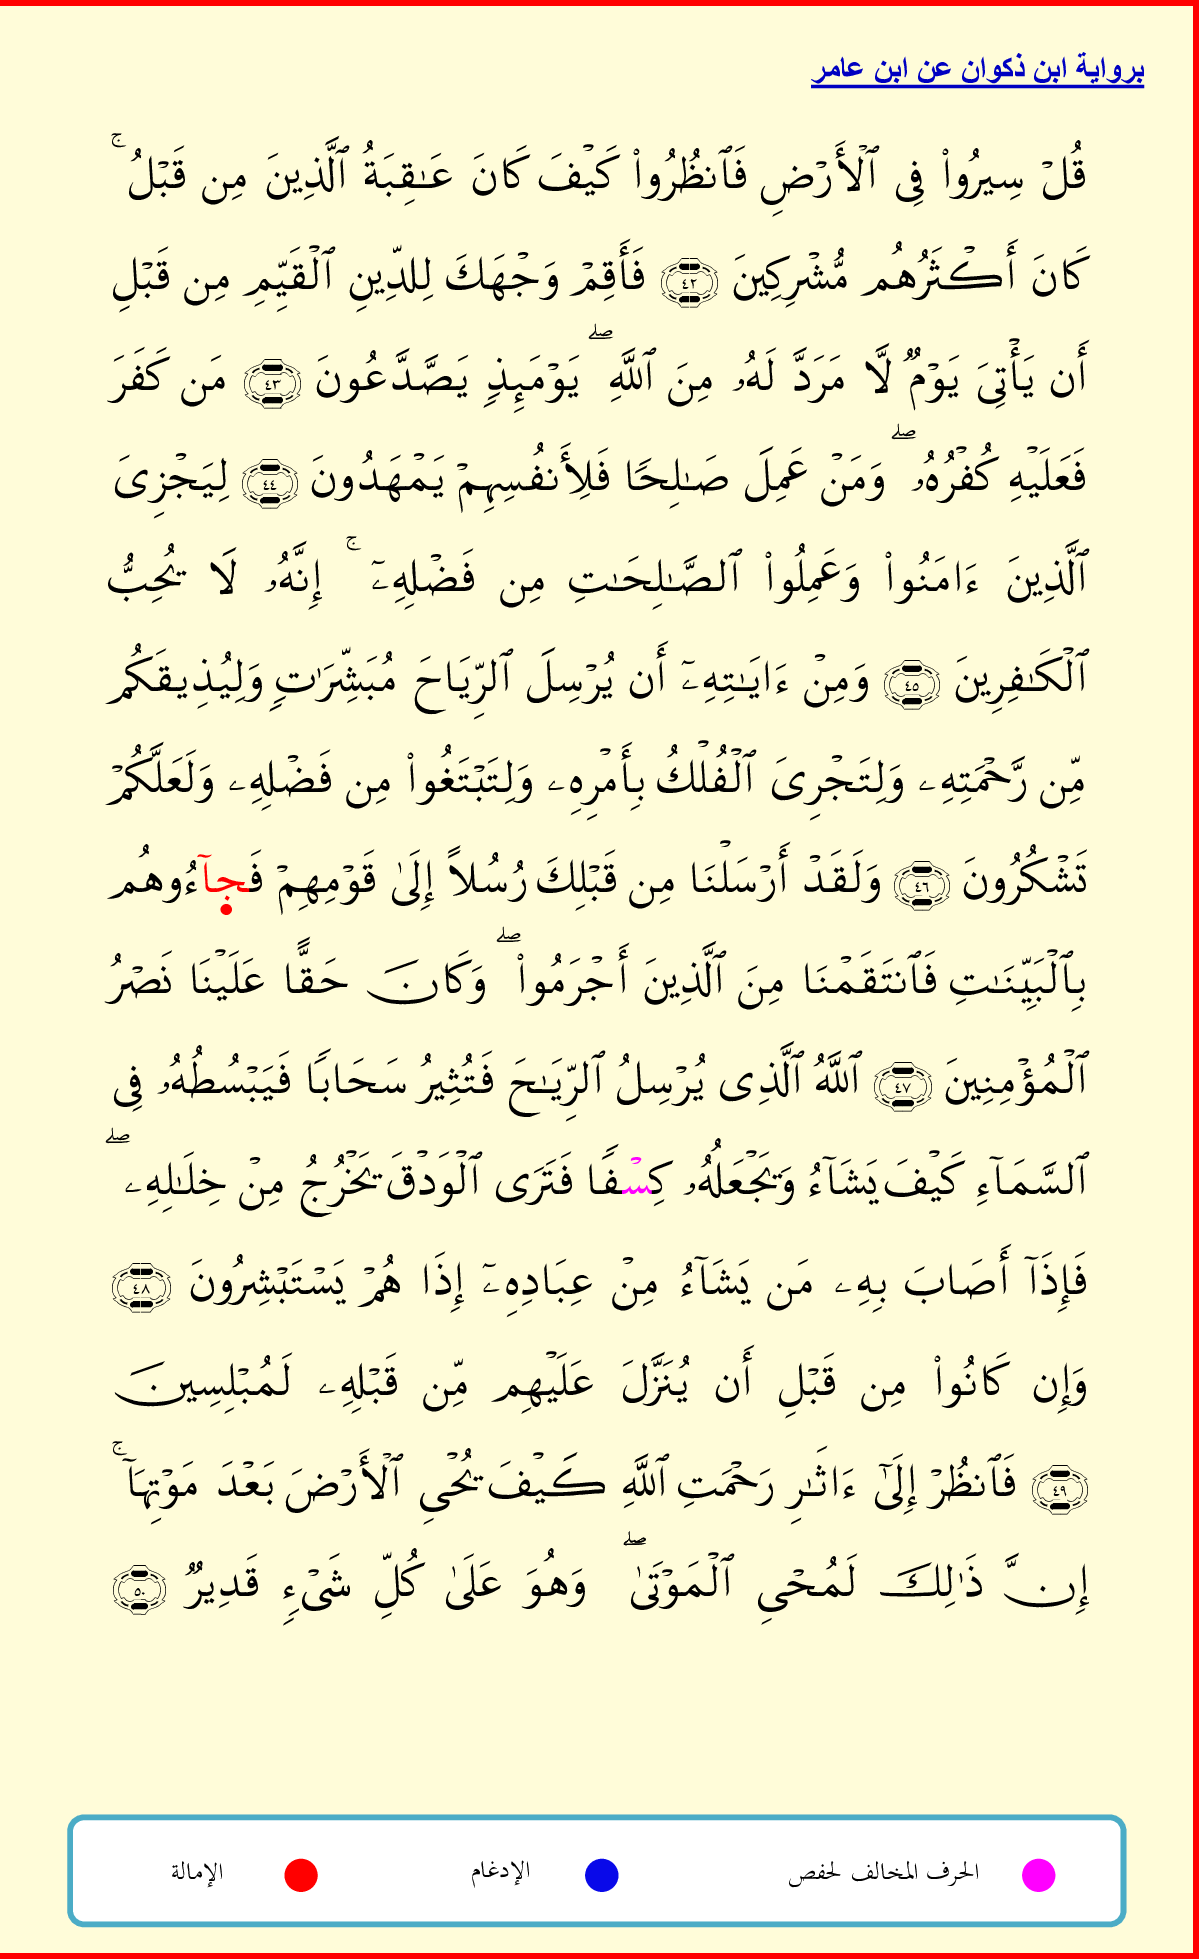 برواية ابن ذكوان عن ابن عامر
قُلۡ سِيرُواْ فِي ٱلۡأَرۡضِ فَٱنظُرُواْ كَيۡفَ كَانَ عَٰقِبَةُ ٱلَّذِينَ مِن قَبۡلُۚ
كَانَ أَكۡثَرُهُم مُّشۡرِكِينَ ٤٢ فَأَقِمۡ وَجۡهَكَ لِلدِّينِ ٱلۡقَيِّمِ مِن قَبۡلِ
أَن يَأۡتِيَ يَوۡمٞ لَّا مَرَدَّ لَهُۥ مِنَ ٱللَّهِۖ يَوۡمَئِذٖ يَصَّدَّعُونَ ٤٣ مَن كَفَرَ
فَعَلَيۡهِ كُفۡرُهُۥۖ وَمَنۡ عَمِلَ صَٰلِحٗا فَلِأَنفُسِهِمۡ يَمۡهَدُونَ ٤٤ لِيَجۡزِيَ
ٱلَّذِينَ ءَامَنُواْ وَعَمِلُواْ ٱلصَّٰلِحَٰتِ مِن فَضۡلِهِۦٓۚ إِنَّهُۥ لَا يُحِبُّ
ٱلۡكَٰفِرِينَ ٤٥ وَمِنۡ ءَايَٰتِهِۦٓ أَن يُرۡسِلَ ٱلرِّيَاحَ مُبَشِّرَٰتٖ وَلِيُذِيقَكُم
مِّن رَّحۡمَتِهِۦ وَلِتَجۡرِيَ ٱلۡفُلۡكُ بِأَمۡرِهِۦ وَلِتَبۡتَغُواْ مِن فَضۡلِهِۦ وَلَعَلَّكُمۡ
تَشۡكُرُونَ ٤٦ وَلَقَدۡ أَرۡسَلۡنَا مِن قَبۡلِكَ رُسُلًا إِلَىٰ قَوۡمِهِمۡ فَجآءُوهُم
بِٱلۡبَيِّنَٰتِ فَٱنتَقَمۡنَا مِنَ ٱلَّذِينَ أَجۡرَمُواْۖ وَكَانَ حَقًّا عَلَيۡنَا نَصۡرُ
ٱلۡمُؤۡمِنِينَ ٤٧ ٱللَّهُ ٱلَّذِي يُرۡسِلُ ٱلرِّيَٰحَ فَتُثِيرُ سَحَابٗا فَيَبۡسُطُهُۥ فِي
ٱلسَّمَآءِ كَيۡفَ يَشَآءُ وَيَجۡعَلُهُۥ كِسۡفٗا فَتَرَى ٱلۡوَدۡقَ يَخۡرُجُ مِنۡ خِلَٰلِهِۦۖ
فَإِذَآ أَصَابَ بِهِۦ مَن يَشَآءُ مِنۡ عِبَادِهِۦٓ إِذَا هُمۡ يَسۡتَبۡشِرُونَ ٤٨
وَإِن كَانُواْ مِن قَبۡلِ أَن يُنَزَّلَ عَلَيۡهِم مِّن قَبۡلِهِۦ لَمُبۡلِسِينَ
٤٩ فَٱنظُرۡ إِلَىٰٓ ءَاثَٰرِ رَحۡمَتِ ٱللَّهِ كَيۡفَ يُحۡيِ ٱلۡأَرۡضَ بَعۡدَ مَوۡتِهَآۚ
إِنَّ ذَٰلِكَ لَمُحۡيِ ٱلۡمَوۡتَىٰۖ وَهُوَ عَلَىٰ كُلِّ شَيۡءٖ قَدِيرٞ ٥٠
الحرف المخالف لحفص الإدغام الإمالة